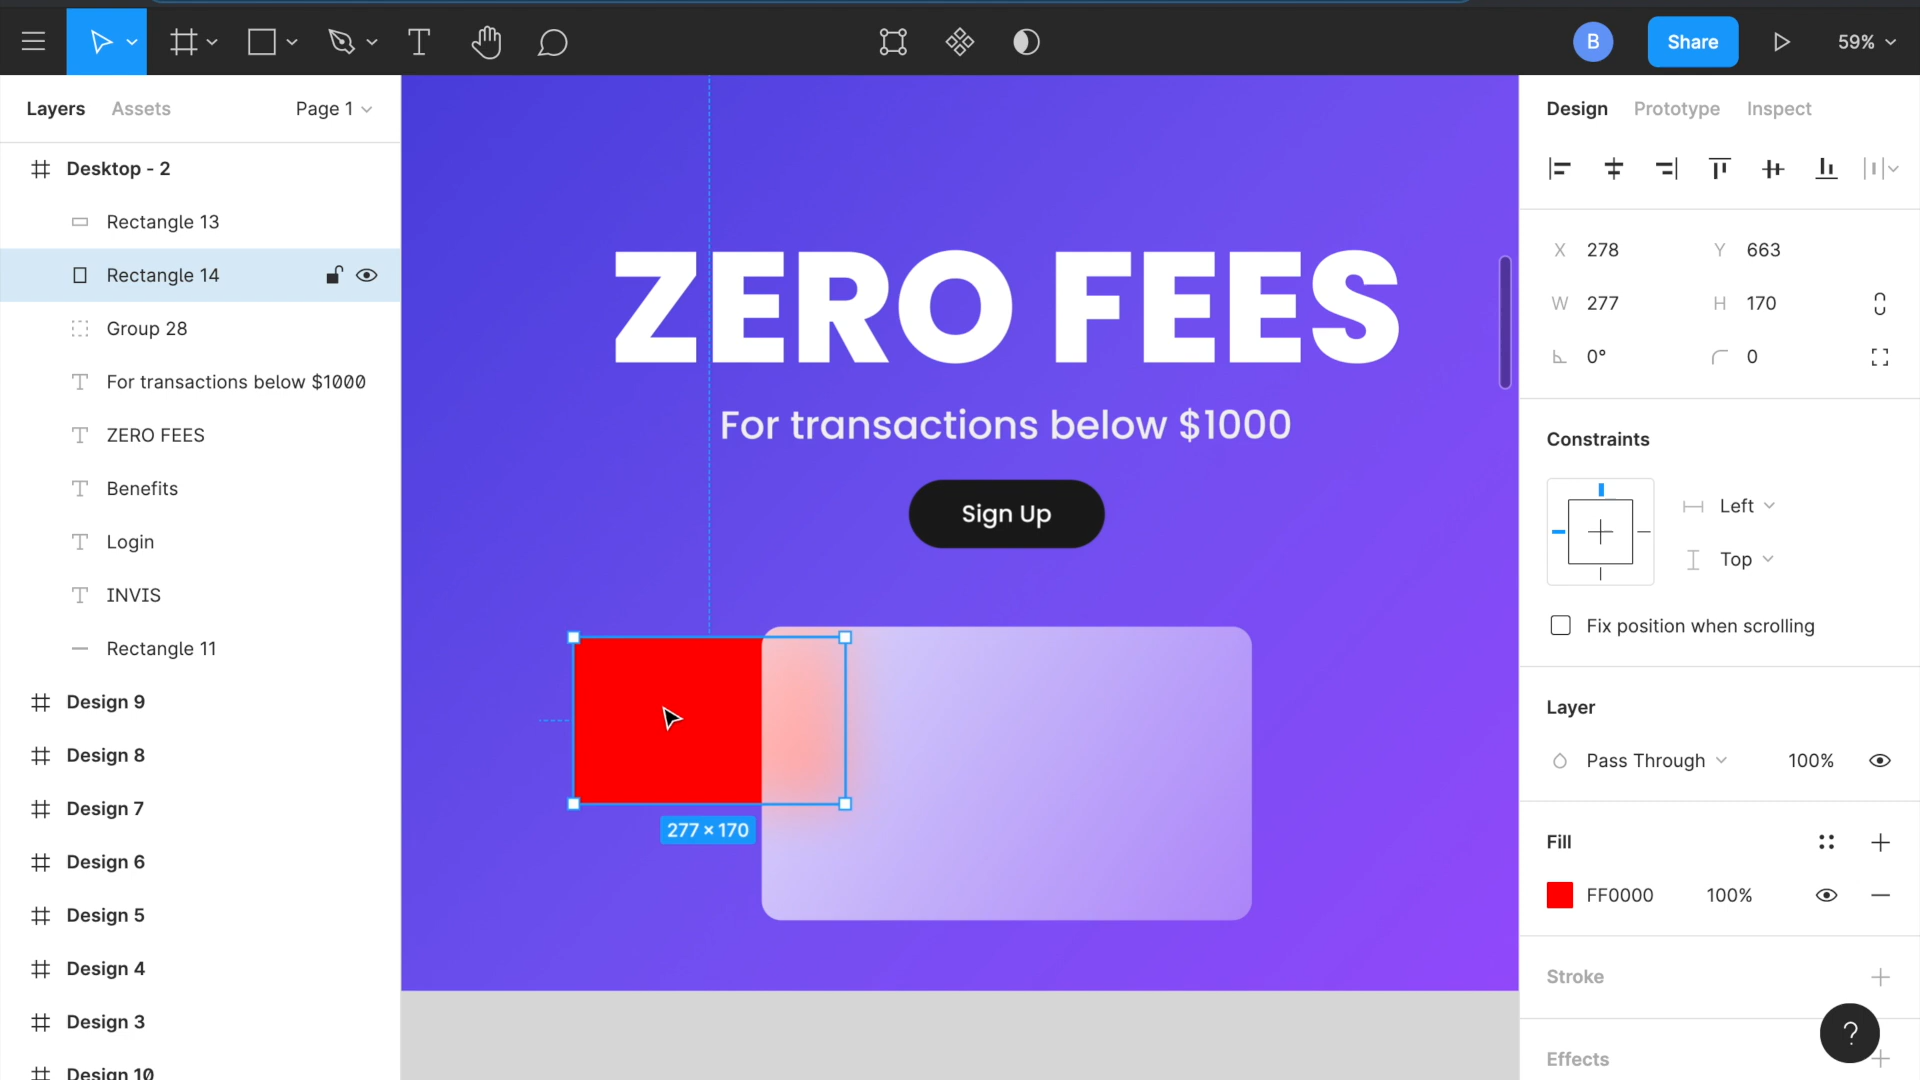 B
Share
59%
Layers
Assets
Page 1
Desktop - 2
Rectangle 13
Rectangle 14
Group 28
For transactions below $1000
ZERO FEES
Benefits
Login
INVIS
Rectangle 11
Design 9
Design 8
Design 7
Design 6
Design 5
Design 4
Design 3
Design 10
ZERO FEES
For transactions below $1000
Sign Up
277 × 170
Design
Prototype
Inspect
X 278 Y 663
W 277 H 170
0° 0
Constraints
Left
Top
Fix position when scrolling
Layer
Pass Through 100%
Fill
FF0000 100%
Stroke
Effects
?